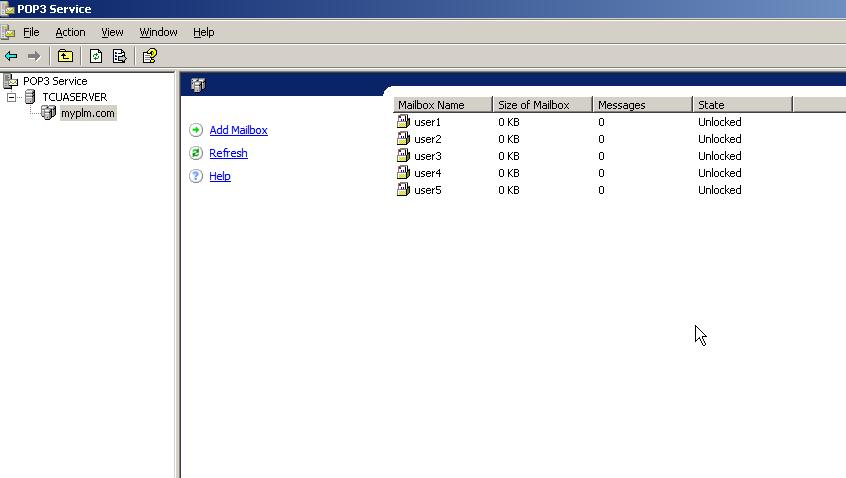 POP3 Service
File Action View Window Help
POP3 Service
TCUASERVER
myplm.com
Add Mailbox
Refresh
Help
Mailbox Name Size of Mailbox Messages State
user1 0 KB 0 Unlocked
user2 0 KB 0 Unlocked
user3 0 KB 0 Unlocked
user4 0 KB 0 Unlocked
user5 0 KB 0 Unlocked